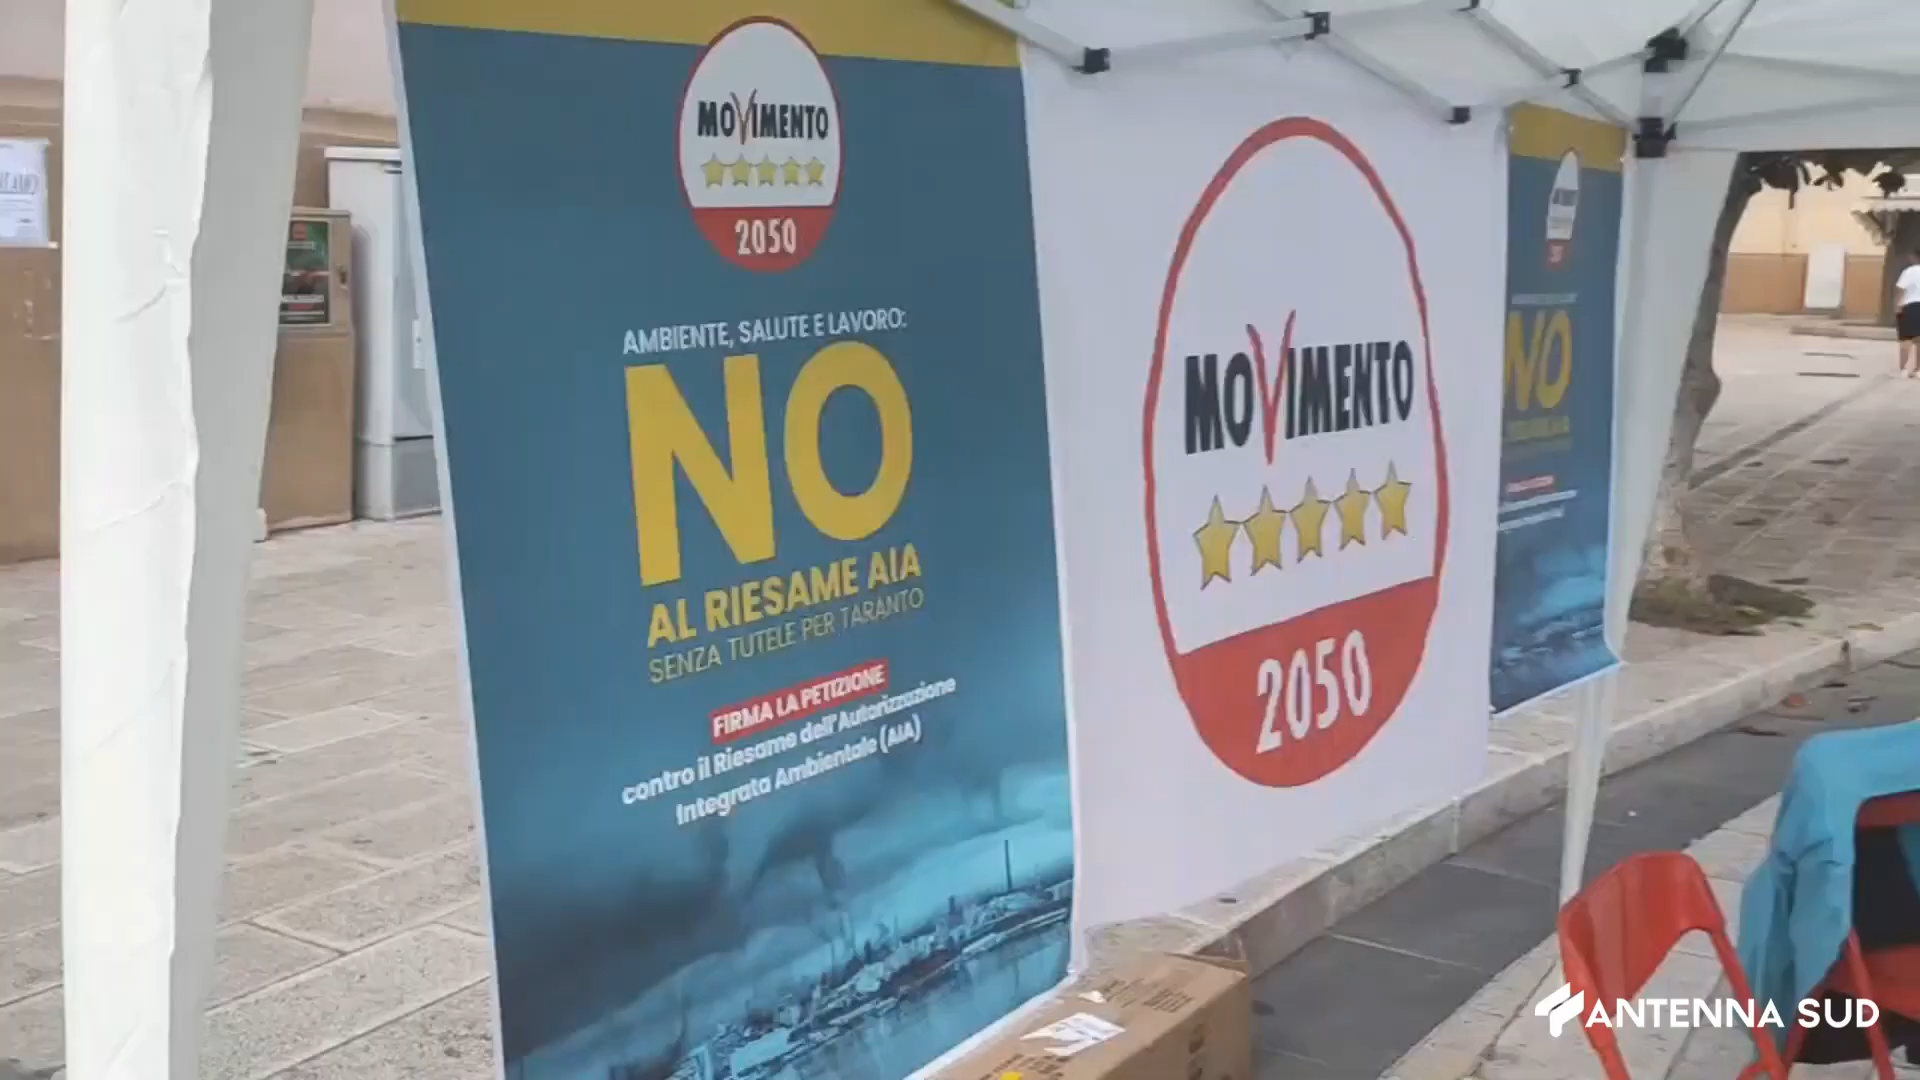 MOVIMENTO
2050
AMBIENTE, SALUTE E LAVORO:
NO
AL RIESAME AIA
SENZA TUTELE PER TARANTO
FIRMA LA PETIZIONE
contro il Riesame dell'Autorizzazione
Integrata Ambientale (AIA)
MOVIMENTO
2050
NO
ANTENNA SUD